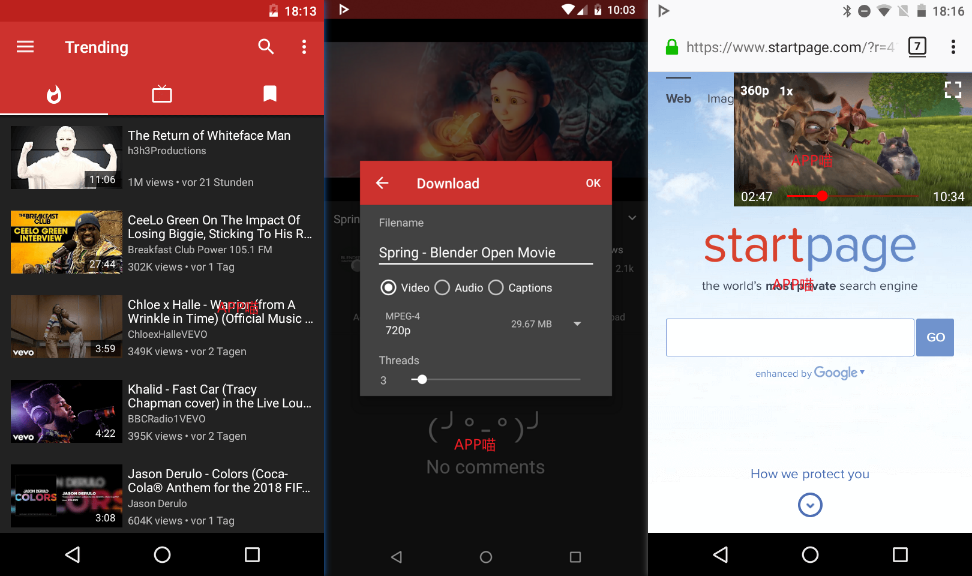 18:13
Trending
The Return of Whiteface Man
h3h3Productions
11:06
1M views • vor 21 Stunden
THE BREAKFAST CLUB
CEELO GREEN INTERVIEW
27:44
CeeLo Green On The Impact Of
Losing Biggie, Sticking To His R...
Breakfast Club Power 105.1 FM
302K views • vor 1 Tag
Chloe x Halle - Warrior (from A
Wrinkle in Time) (Official Music ...
APP喵
ChloexHalleVEVO
vevo
3:59
349K views • vor 2 Tagen
Khalid - Fast Car (Tracy
Chapman cover) in the Live Lou...
BBCRadio1VEVO
vevo
4:22
395K views • vor 2 Tagen
Jason Derulo - Colors (Coca-
Cola® Anthem for the 2018 FIF...
Jason Derulo
3:08
604K views • vor 1 Tag
10:03
Download
OK
Sprin
Filename
Spring - Blender Open Movie
2.1k
Video
Audio
Captions
MPEG-4
720p
29.67 MB
Threads
3
(╯°-°)╯
APP喵
No comments
18:16
https://www.startpage.com/?r=4
7
Web
Imag
360p 1x
APP喵
02:47
10:34
startpage
the world's most private search engine
APP喵
GO
enhanced by Google
How we protect you